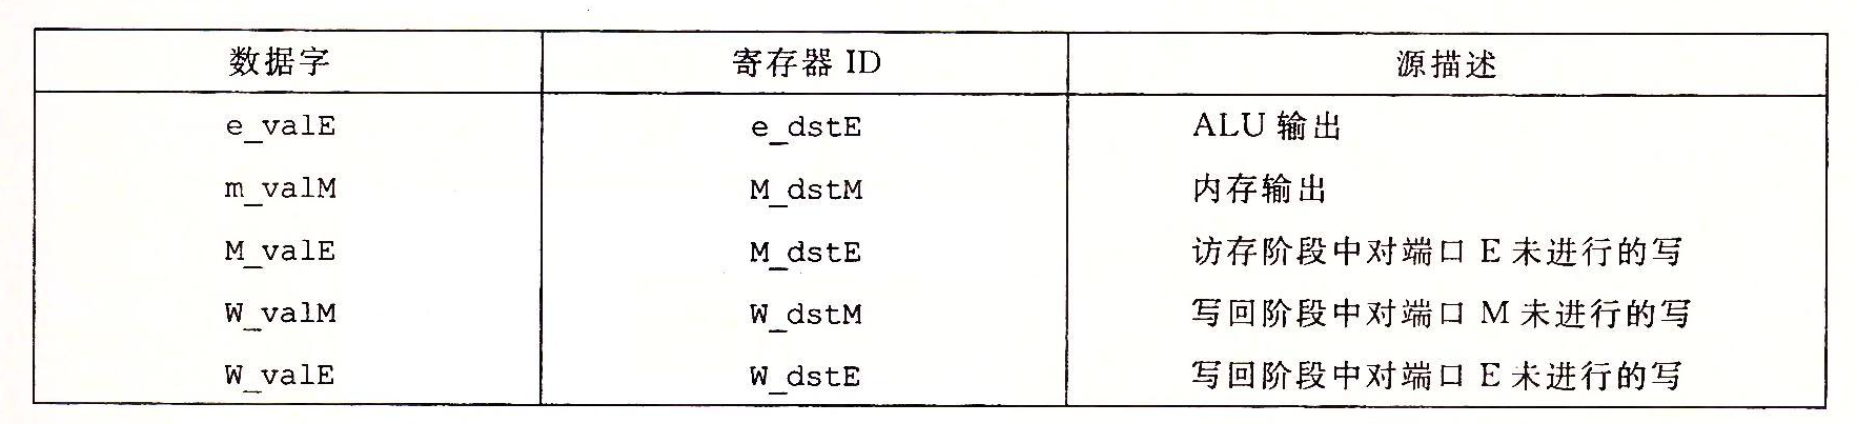 数据字 寄存器 ID 源描述
e_valE e_dstE ALU 输出
m_valM M_dstM 内存输出
M_valE M_dstE 访存阶段中对端口 E 未进行的写
W_valM W_dstM 写回阶段中对端口 M 未进行的写
W_valE W_dstE 写回阶段中对端口 E 未进行的写